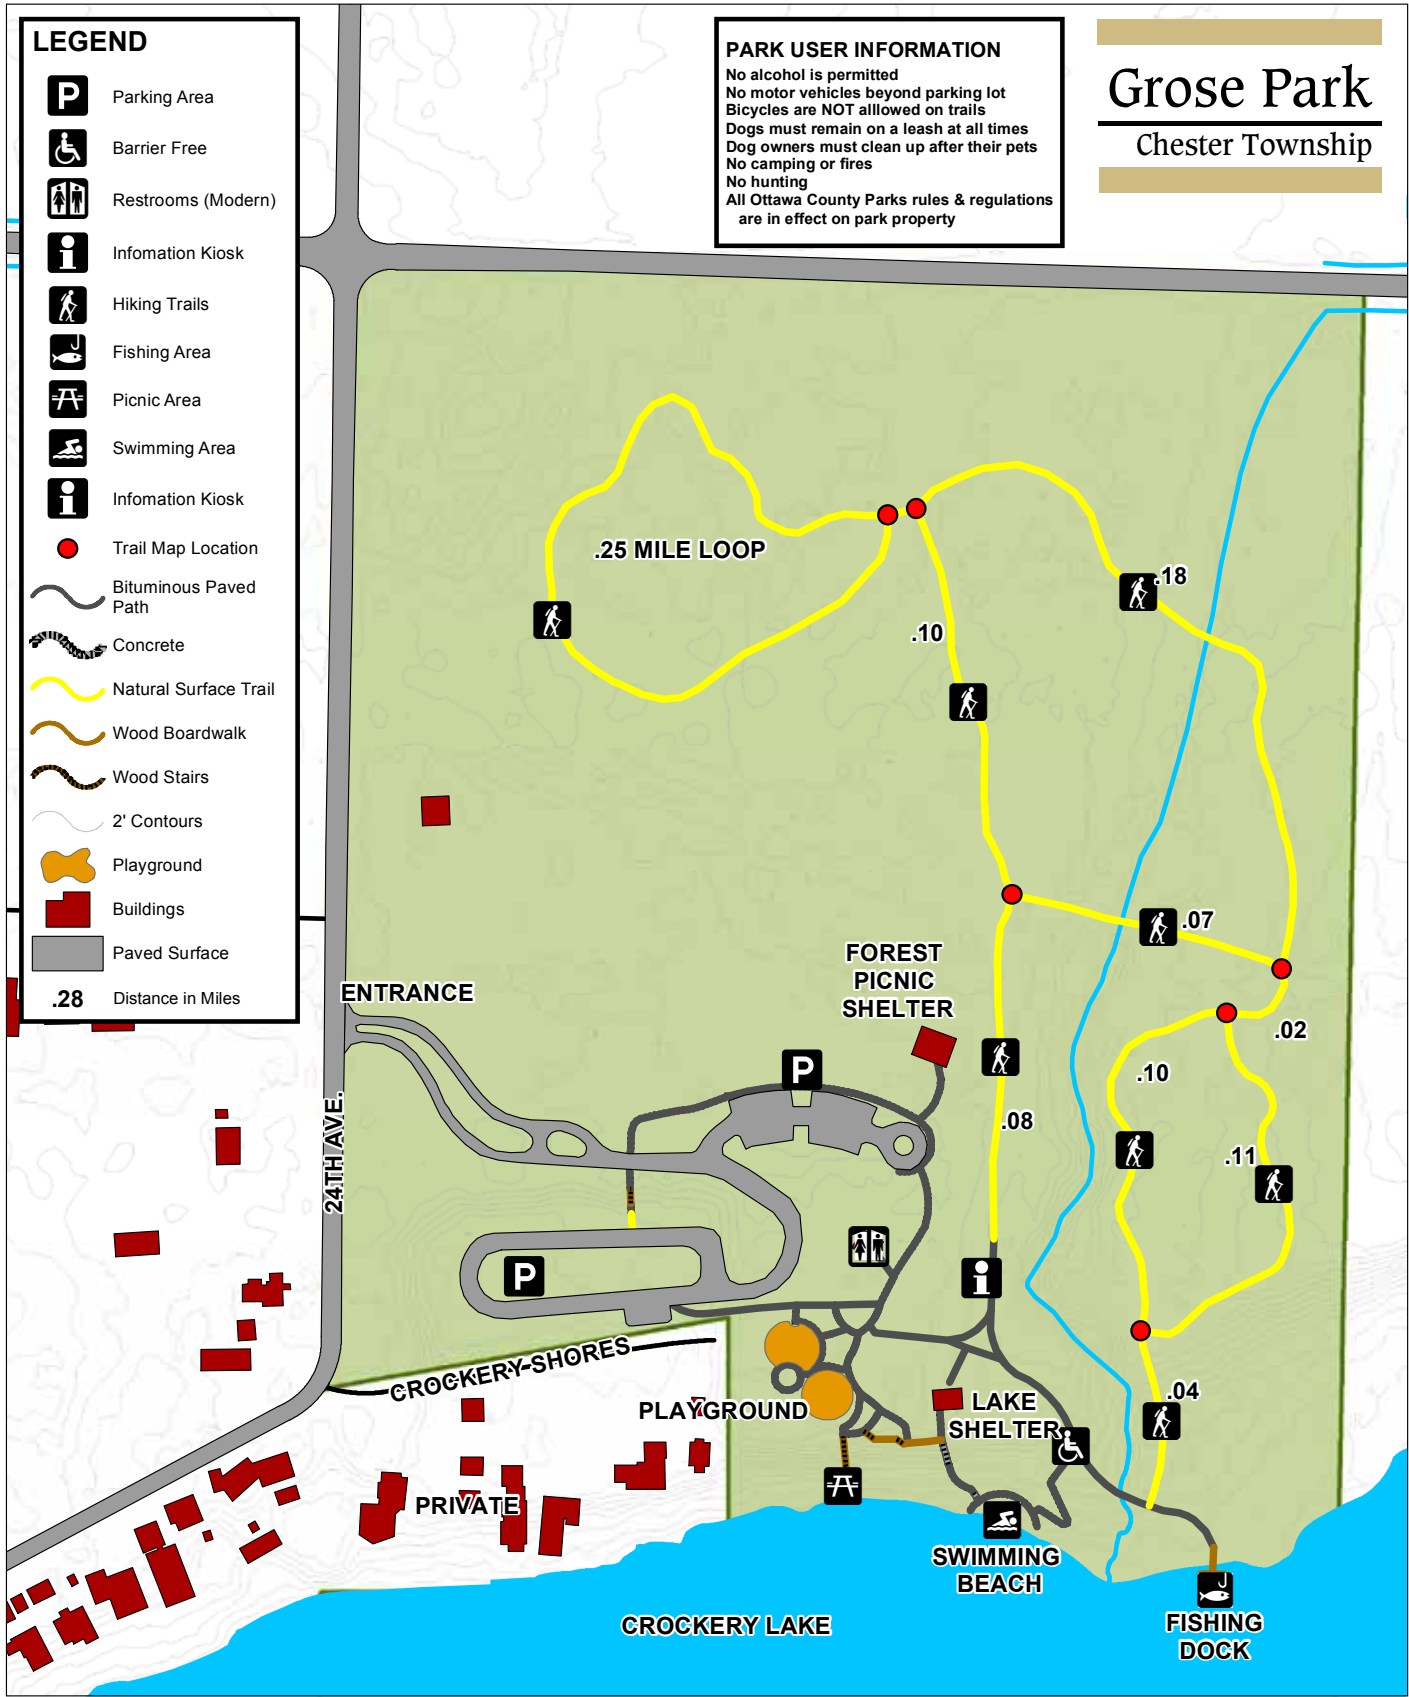 LEGEND
P
Parking Area
Barrier Free
Restrooms (Modern)
i
Infomation Kiosk
Hiking Trails
Fishing Area
Picnic Area
Swimming Area
i
Infomation Kiosk
Trail Map Location
Bituminous Paved
Path
Concrete
Natural Surface Trail
Wood Boardwalk
Wood Stairs
2' Contours
Playground
Buildings
Paved Surface
.28 Distance in Miles
PARK USER INFORMATION
No alcohol is permitted
No motor vehicles beyond parking lot
Bicycles are NOT alllowed on trails
Dogs must remain on a leash at all times
Dog owners must clean up after their pets
No camping or fires
No hunting
All Ottawa County Parks rules & regulations
are in effect on park property
Grose Park
Chester Township
.25 MILE LOOP
.18
.10
.07
FOREST
PICNIC
SHELTER
ENTRANCE
.02
.10
P
.08
24TH AVE.
.11
P
i
CROCKERY SHORES
PLAYGROUND
LAKE
SHELTER
.04
PRIVATE
SWIMMING
BEACH
CROCKERY LAKE
FISHING
DOCK